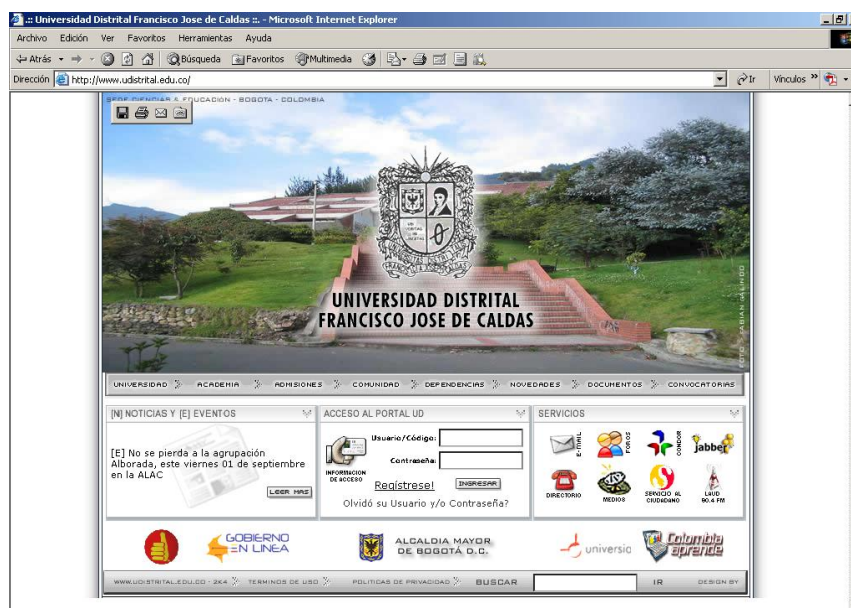 .:: Universidad Distrital Francisco Jose de Caldas ::. - Microsoft Internet Explorer
Archivo Edición Ver Favoritos Herramientas Ayuda
Atrás Búsqueda Favoritos Multimedia
Dirección http://www.udistrital.edu.co/ Ir Vínculos »
SEDE CIENCIAS & EDUCACION - BOGOTA - COLOMBIA
UNIVERSIDAD DISTRITAL
FRANCISCO JOSE DE CALDAS
UNIVERSIDAD ACADEMIA ADMISIONES COMUNIDAD DEPENDENCIAS NOVEDADES DOCUMENTOS CONVOCATORIAS
[N] NOTICIAS Y [E] EVENTOS
[E] No se pierda a la agrupación
Alborada, este viernes 01 de septiembre
en la ALAC
LEER MAS
ACCESO AL PORTAL UD
Usuario/Código:
Contraseña:
INFORMACION
DE ACCESO
Regístrese! INGRESAR
Olvidó su Usuario y/o Contraseña?
SERVICIOS
E-MAIL FOROS CONDOR jabber
DIRECTORIO MEDIOS SERVICIO AL
CIUDADANO LAUD
90.4 FM
GOBIERNO
EN LINEA
ALCALDIA MAYOR
DE BOGOTÁ D.C.
universia
Colombia
aprende
WWW.UDISTRITAL.EDU.CO - 2K4 TERMINOS DE USO POLITICAS DE PRIVACIDAD BUSCAR IR DESIGN BY